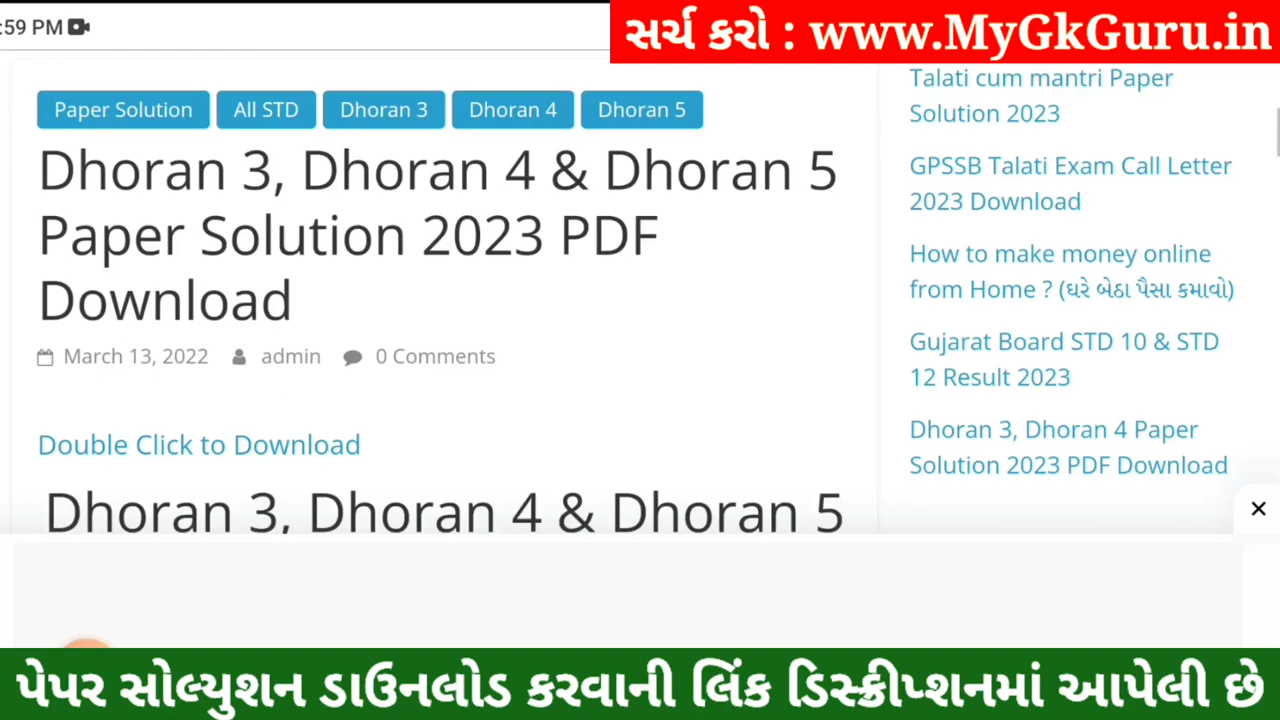 :59 PM
સર્ચ કરો : www.MyGkGuru.in
Paper Solution All STD Dhoran 3 Dhoran 4 Dhoran 5
Dhoran 3, Dhoran 4 & Dhoran 5
Paper Solution 2023 PDF
Download
March 13, 2022 admin 0 Comments
Double Click to Download
Dhoran 3, Dhoran 4 & Dhoran 5
Talati cum mantri Paper
Solution 2023
GPSSB Talati Exam Call Letter
2023 Download
How to make money online
from Home ? (ઘરે બેઠા પૈસા કમાવો)
Gujarat Board STD 10 & STD
12 Result 2023
Dhoran 3, Dhoran 4 Paper
Solution 2023 PDF Download
પેપર સોલ્યુશન ડાઉનલોડ કરવાની લિંક ડિસ્ક્રીપ્શનમાં આપેલી છે